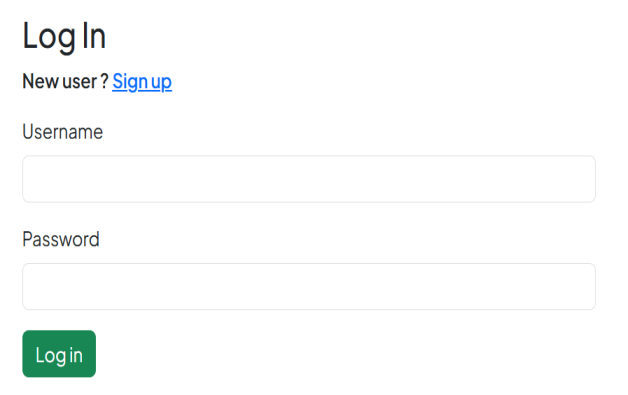 Log In
New user ? Sign up
Username
Password
Log in